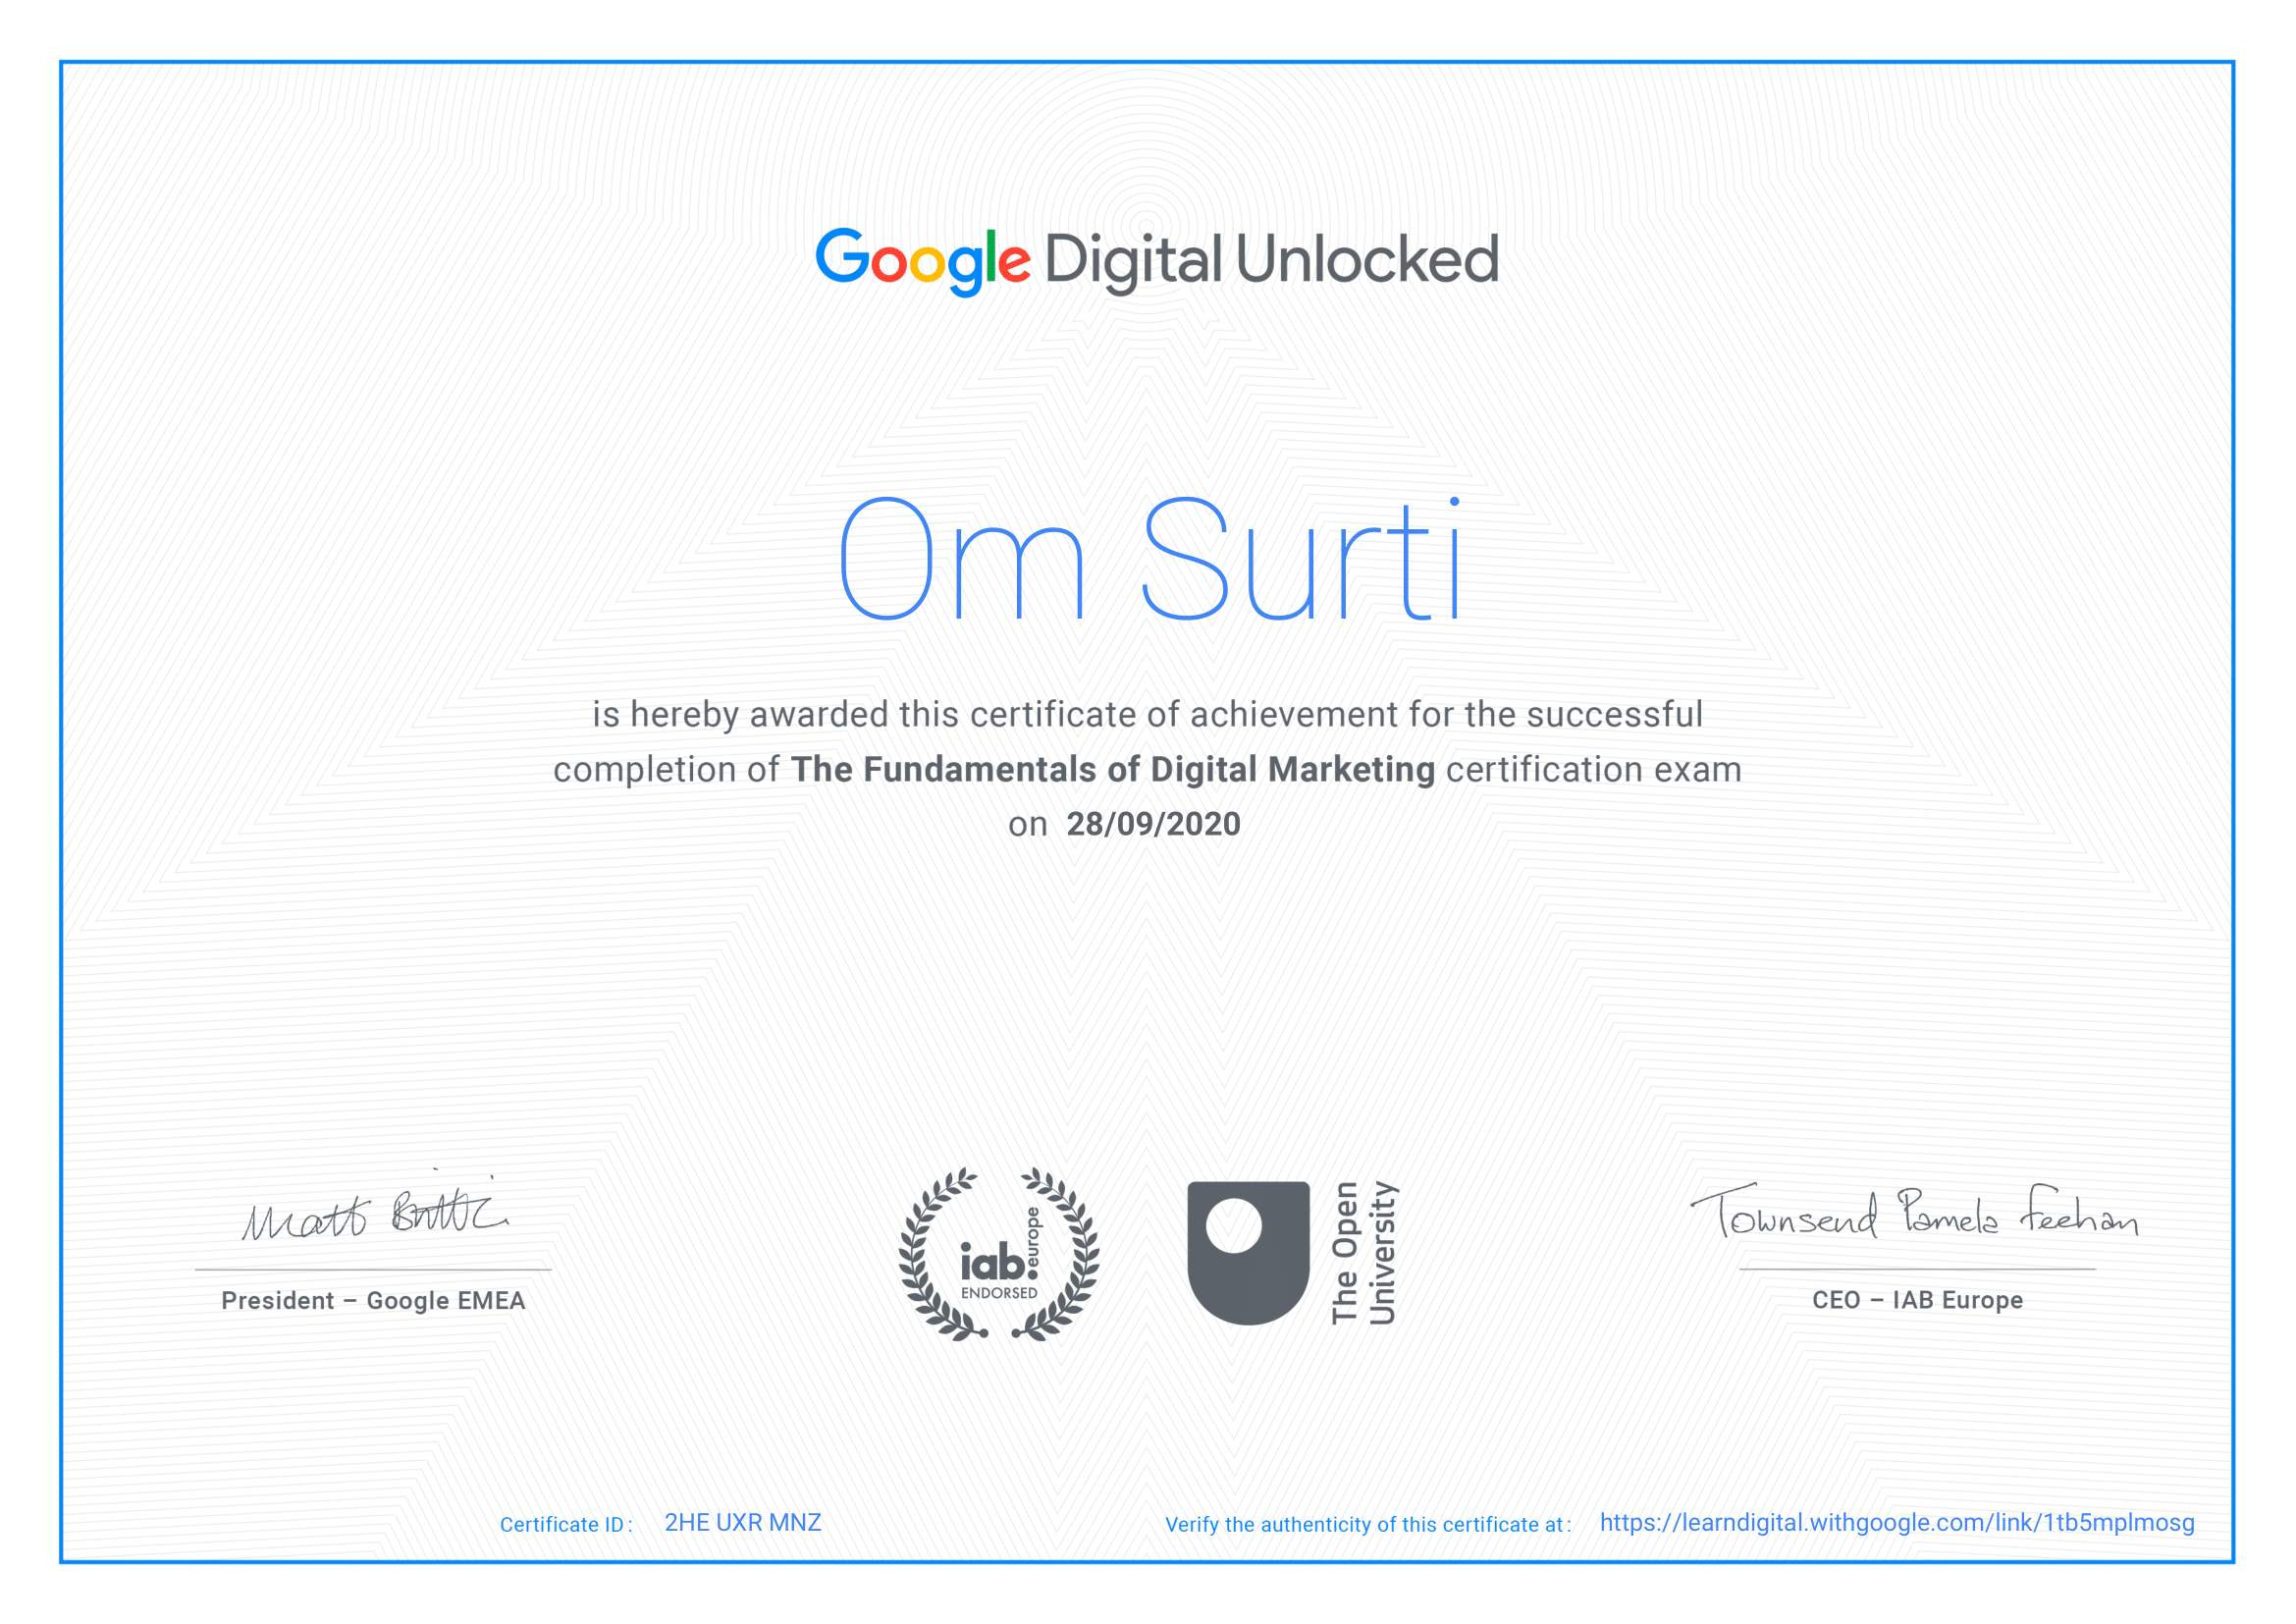 Google Digital Unlocked
Om Surti
is hereby awarded this certificate of achievement for the successful
completion of The Fundamentals of Digital Marketing certification exam
on 28/09/2020
Matt Brittin
President – Google EMEA
iab.europe
ENDORSED
The Open
University
Townsend Pamela Feehan
CEO – IAB Europe
Certificate ID: 2HE UXR MNZ
Verify the authenticity of this certificate at: https://learndigital.withgoogle.com/link/1tb5mplmosg